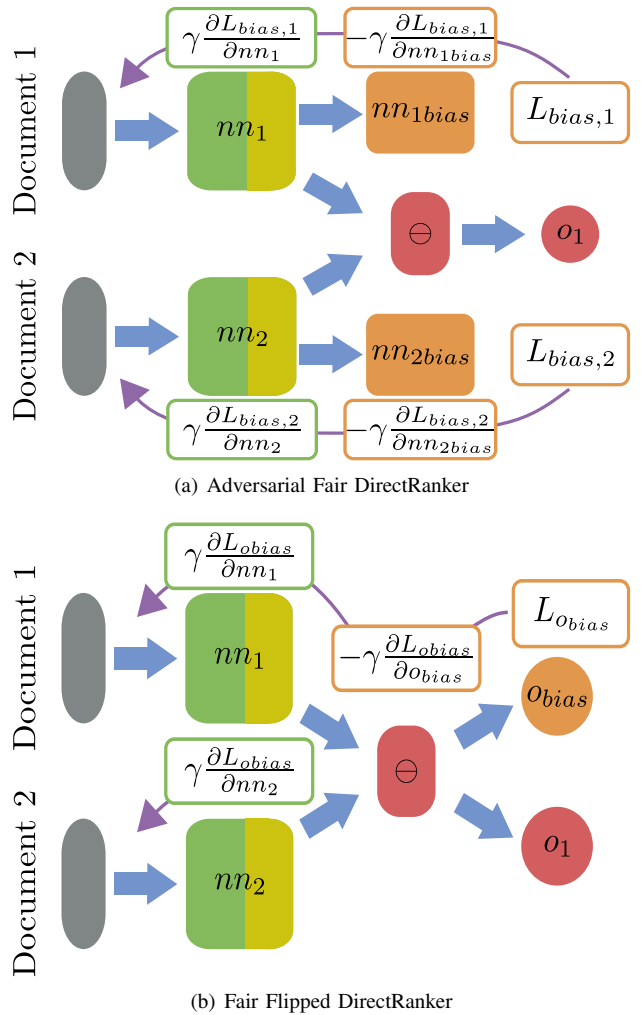 Document 1
γ ∂L_{bias,1}/∂nn_1
−γ ∂L_{bias,1}/∂nn_{1bias}
nn_1
nn_{1bias}
L_{bias,1}
⊖
o_1
Document 2
nn_2
nn_{2bias}
L_{bias,2}
γ ∂L_{bias,2}/∂nn_2
−γ ∂L_{bias,2}/∂nn_{2bias}
(a) Adversarial Fair DirectRanker
Document 1
γ ∂L_{obias}/∂nn_1
L_{o_{bias}}
nn_1
−γ ∂L_{obias}/∂o_{bias}
o_{bias}
γ ∂L_{obias}/∂nn_2
⊖
Document 2
nn_2
o_1
(b) Fair Flipped DirectRanker